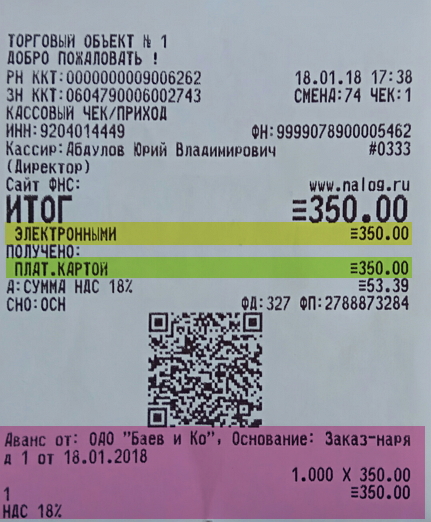 ТОРГОВЫЙ ОБЪЕКТ № 1
ДОБРО ПОЖАЛОВАТЬ !
РН ККТ:0000000009006262 18.01.18 17:38
ЗН ККТ:0604790006002743 СМЕНА:74 ЧЕК:1
КАССОВЫЙ ЧЕК/ПРИХОД
ИНН:9204014449 ФН:9999078900005462
Кассир:Абдулов Юрий Владимирович #0333
(Директор)
Сайт ФНС: www.nalog.ru
ИТОГ ≡350.00
ЭЛЕКТРОННЫМИ ≡350.00
ПОЛУЧЕНО:
ПЛАТ.КАРТОЙ ≡350.00
А:СУММА НДС 18% ≡53.39
СНО:ОСН ФД:327 ФП:2788873284
Аванс от: ОАО "Баев и Ко", Основание: Заказ-наря
д 1 от 18.01.2018
1.000 X 350.00
1 ≡350.00
НДС 18%